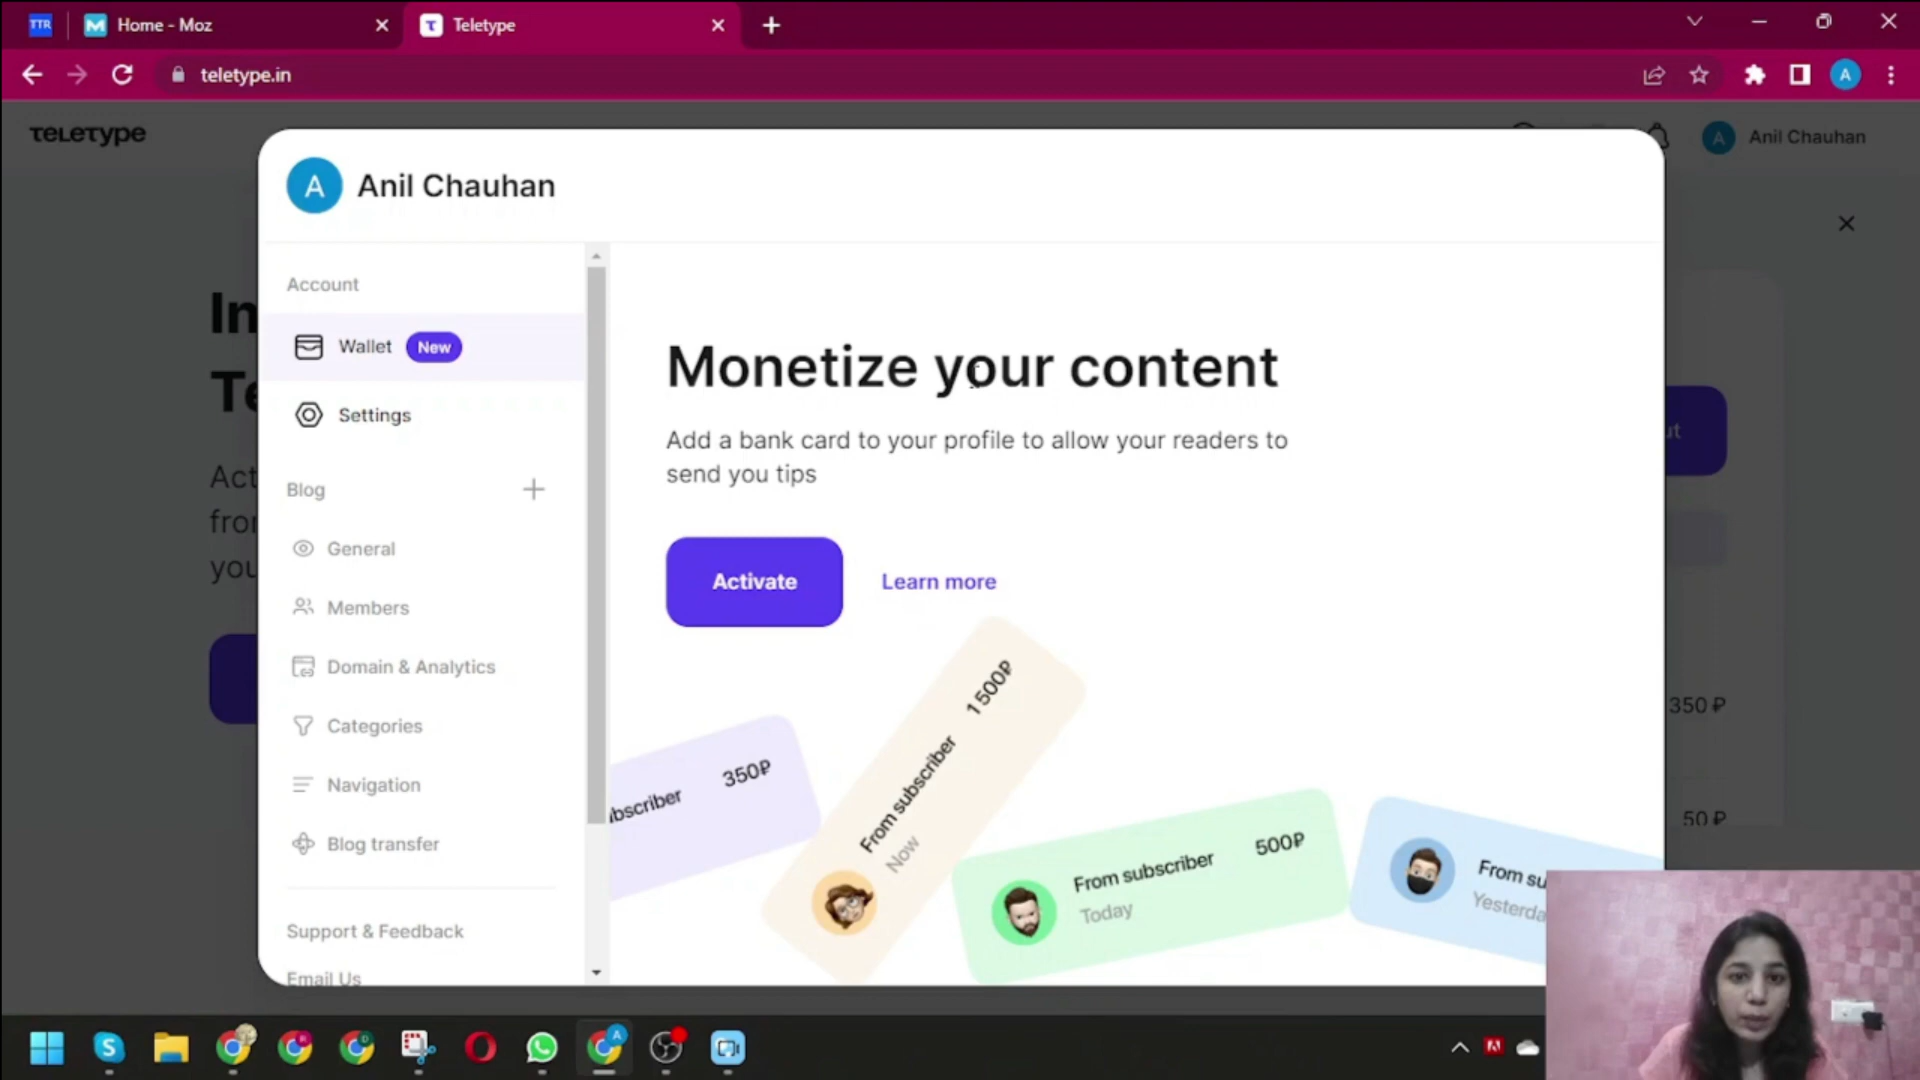 TTR
Home - Moz
Teletype
teletype.in
A
TELETYPE
A Anil Chauhan
A Anil Chauhan
Account
Wallet New
Settings
Blog
General
Members
Domain & Analytics
Categories
Navigation
Blog transfer
Support & Feedback
Email Us
Monetize your content
Add a bank card to your profile to allow your readers to
send you tips
Activate Learn more
350₽
From subscriber 1 500₽
Now
From subscriber 500₽
Today
From
350 ₽
50 ₽